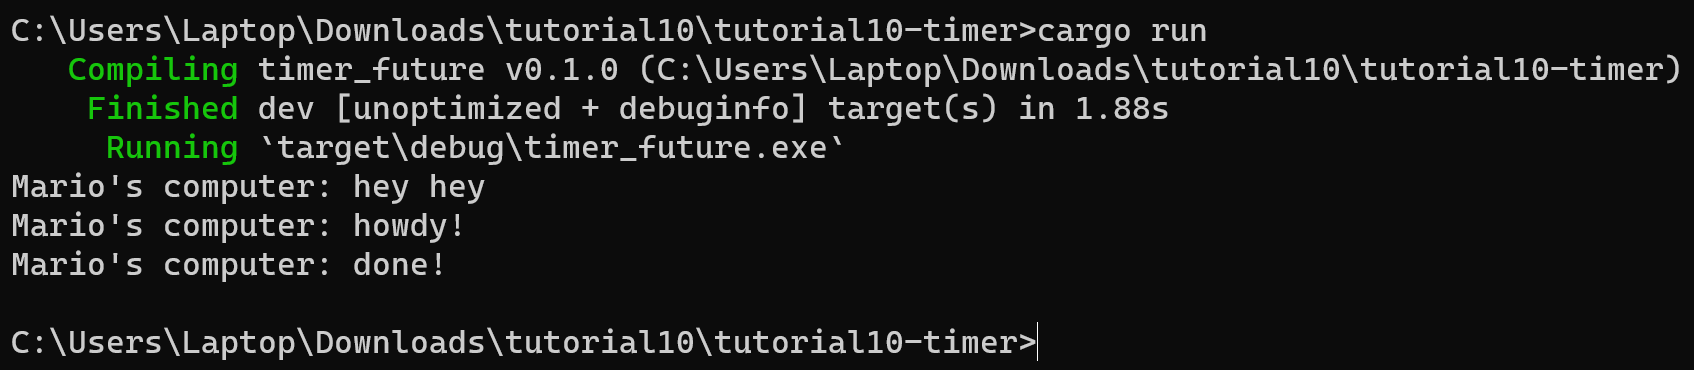 C:\Users\Laptop\Downloads\tutorial10\tutorial10-timer>cargo run
   Compiling timer_future v0.1.0 (C:\Users\Laptop\Downloads\tutorial10\tutorial10-timer)
    Finished dev [unoptimized + debuginfo] target(s) in 1.88s
     Running `target\debug\timer_future.exe`
Mario's computer: hey hey
Mario's computer: howdy!
Mario's computer: done!

C:\Users\Laptop\Downloads\tutorial10\tutorial10-timer>